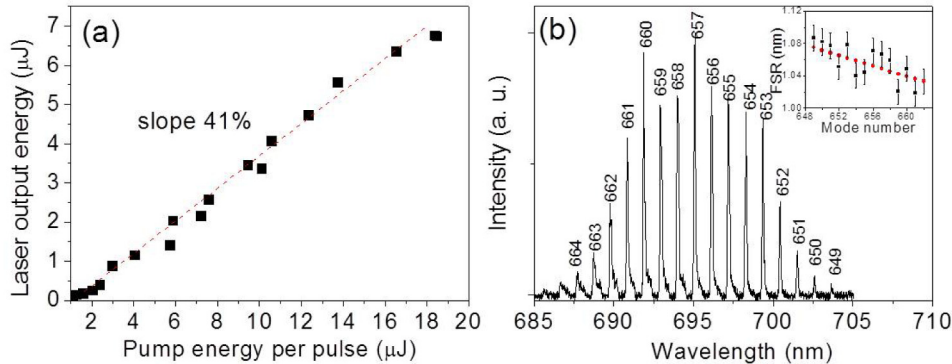 (a)
slope 41%
Laser output energy (μJ)
7
6
5
4
3
2
1
0
2 4 6 8 10 12 14 16 18 20
Pump energy per pulse (μJ)
(b)
Intensity (a. u.)
664
663
662
661
660
659
658
657
656
655
654
653
652
651
650
649
685 690 695 700 705 710
Wavelength (nm)
FSR (nm)
1.12
1.08
1.04
1.00
648 652 656 660
Mode number